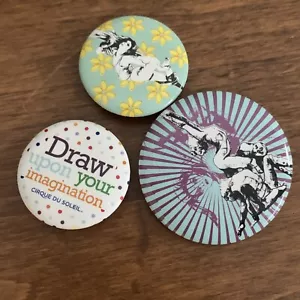 Draw
upon your
imagination.
CIRQUE DU SOLEIL.